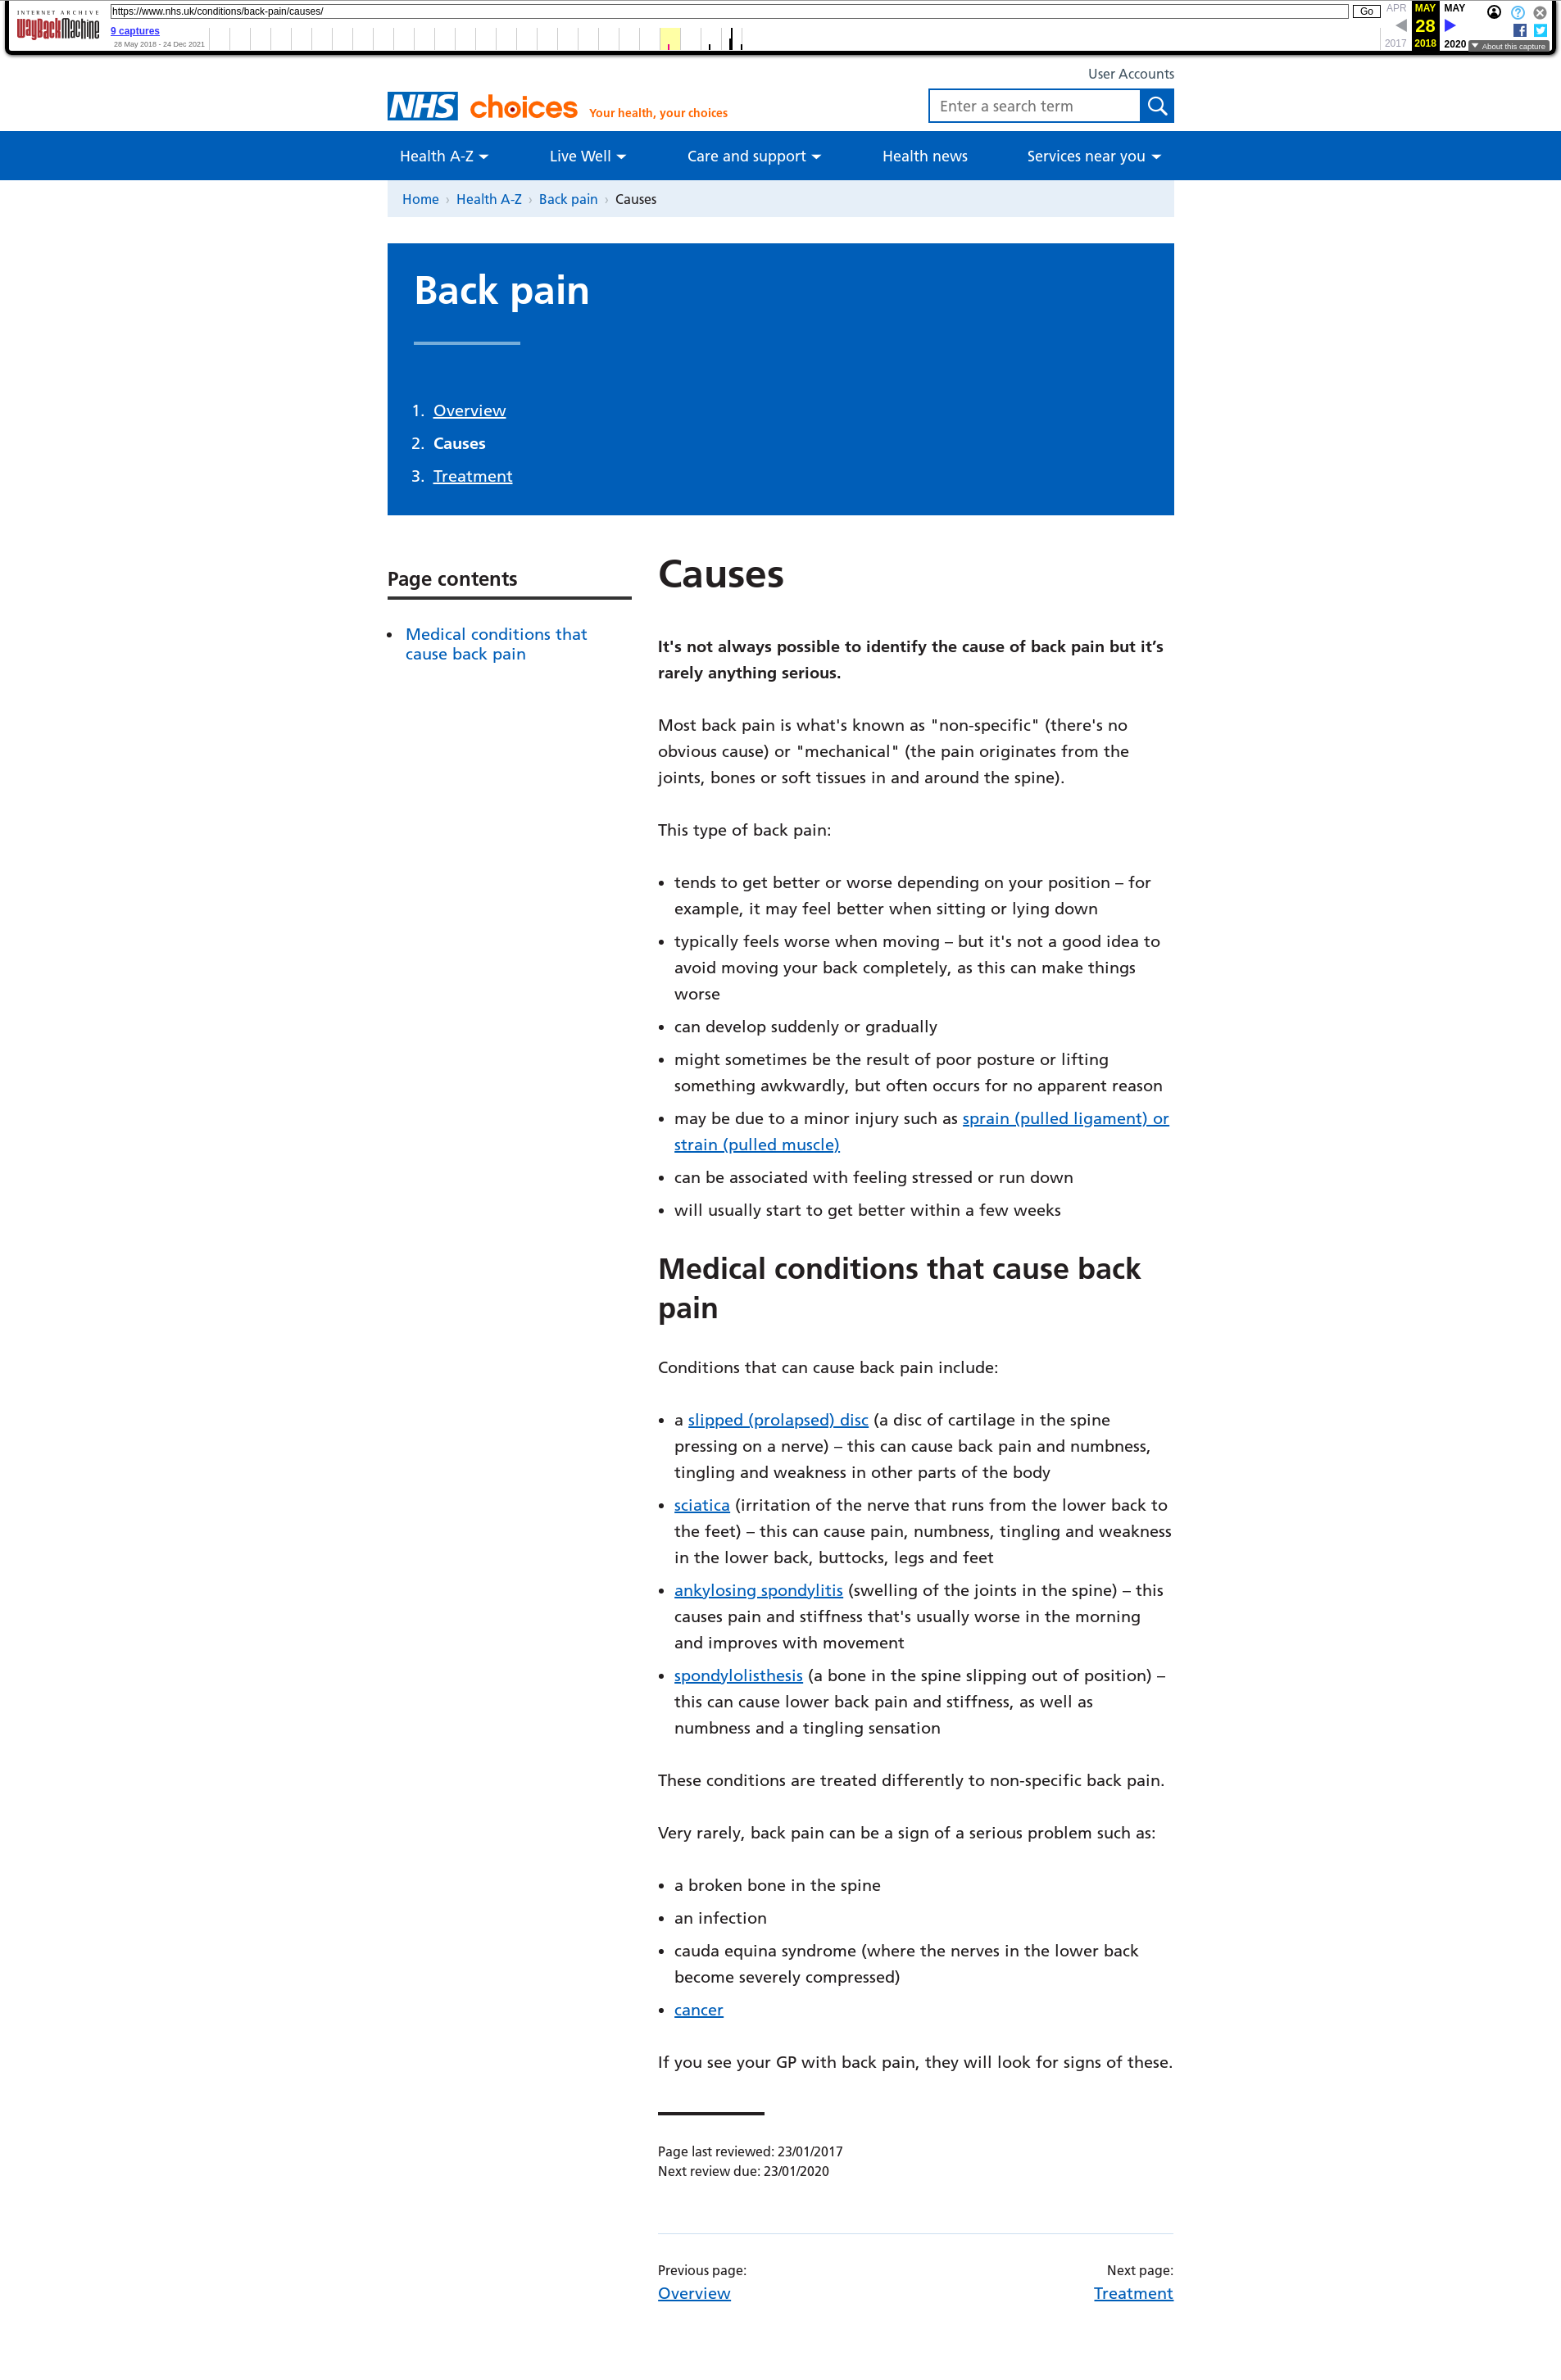 INTERNET ARCHIVE
WayBackMachine
https://www.nhs.uk/conditions/back-pain/causes/
Go
APR MAY MAY
9 captures
28
28 May 2018 - 24 Dec 2021
2017 2018 2020
About this capture
User Accounts
NHS choices Your health, your choices
Enter a search term
Health A-Z Live Well Care and support Health news Services near you
Home › Health A-Z › Back pain › Causes
Back pain
1. Overview
2. Causes
3. Treatment
Page contents
• Medical conditions that
cause back pain
Causes
It's not always possible to identify the cause of back pain but it’s
rarely anything serious.
Most back pain is what's known as "non-specific" (there's no
obvious cause) or "mechanical" (the pain originates from the
joints, bones or soft tissues in and around the spine).
This type of back pain:
• tends to get better or worse depending on your position – for
example, it may feel better when sitting or lying down
• typically feels worse when moving – but it's not a good idea to
avoid moving your back completely, as this can make things
worse
• can develop suddenly or gradually
• might sometimes be the result of poor posture or lifting
something awkwardly, but often occurs for no apparent reason
• may be due to a minor injury such as sprain (pulled ligament) or
strain (pulled muscle)
• can be associated with feeling stressed or run down
• will usually start to get better within a few weeks
Medical conditions that cause back
pain
Conditions that can cause back pain include:
• a slipped (prolapsed) disc (a disc of cartilage in the spine
pressing on a nerve) – this can cause back pain and numbness,
tingling and weakness in other parts of the body
• sciatica (irritation of the nerve that runs from the lower back to
the feet) – this can cause pain, numbness, tingling and weakness
in the lower back, buttocks, legs and feet
• ankylosing spondylitis (swelling of the joints in the spine) – this
causes pain and stiffness that's usually worse in the morning
and improves with movement
• spondylolisthesis (a bone in the spine slipping out of position) –
this can cause lower back pain and stiffness, as well as
numbness and a tingling sensation
These conditions are treated differently to non-specific back pain.
Very rarely, back pain can be a sign of a serious problem such as:
• a broken bone in the spine
• an infection
• cauda equina syndrome (where the nerves in the lower back
become severely compressed)
• cancer
If you see your GP with back pain, they will look for signs of these.
Page last reviewed: 23/01/2017
Next review due: 23/01/2020
Previous page: Next page:
Overview Treatment